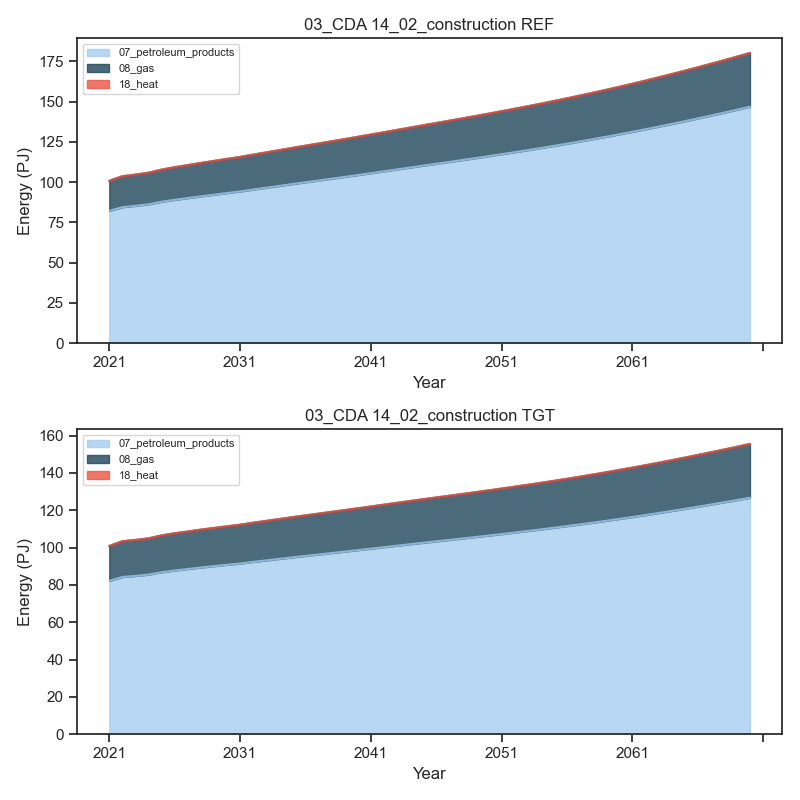 03_CDA 14_02_construction REF
07_petroleum_products
08_gas
18_heat
175
150
125
100
75
50
25
0
Energy (PJ)
2021 2031 2041 2051 2061
Year
03_CDA 14_02_construction TGT
07_petroleum_products
08_gas
18_heat
160
140
120
100
80
60
40
20
0
Energy (PJ)
2021 2031 2041 2051 2061
Year